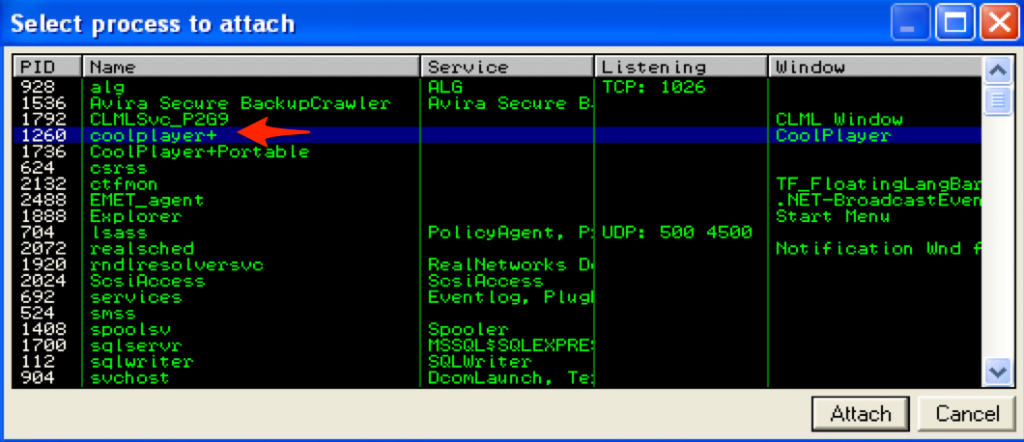 Select process to attach
PID Name Service Listening Window
928 alg ALG TCP: 1026
1536 Avira Secure BackupCrawler Avira Secure B
1792 CLMLSvc_P2G9 CLML Window
1260 coolplayer+ CoolPlayer
1736 CoolPlayer+Portable
624 csrss
2132 ctfmon TF_FloatingLangBar
2488 EMET_agent .NET-BroadcastEven
1888 Explorer Start Menu
704 lsass PolicyAgent, P UDP: 500 4500
2072 realsched Notification Wnd f
1920 rndlresolversvc RealNetworks D
2024 ScsiAccess ScsiAccess
692 services Eventlog, Plug
524 smss
1408 spoolsv Spooler
1700 sqlservr MSSQL$SQLEXPRE
112 sqlwriter SQLWriter
904 svchost DcomLaunch, Te
Attach Cancel